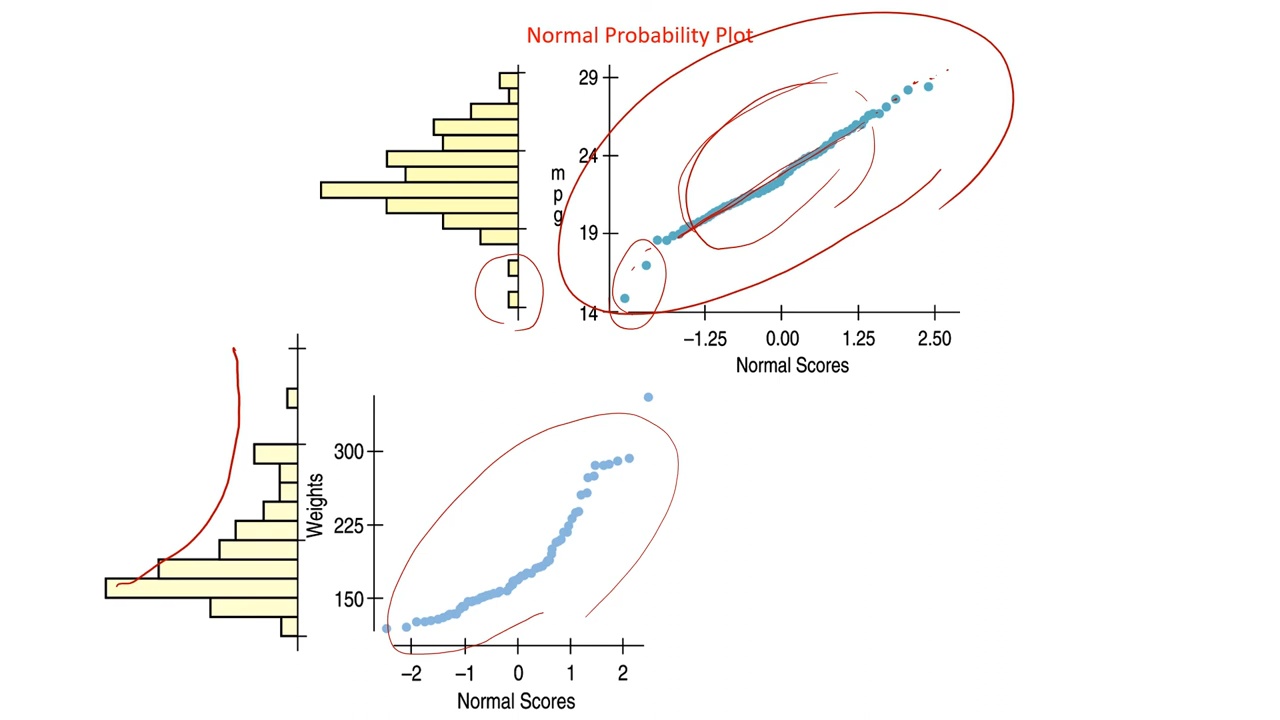 Normal Probability Plot
29
24
19
14
m
p
g
−1.25 0.00 1.25 2.50
Normal Scores
300
225
150
Weights
−2 −1 0 1 2
Normal Scores